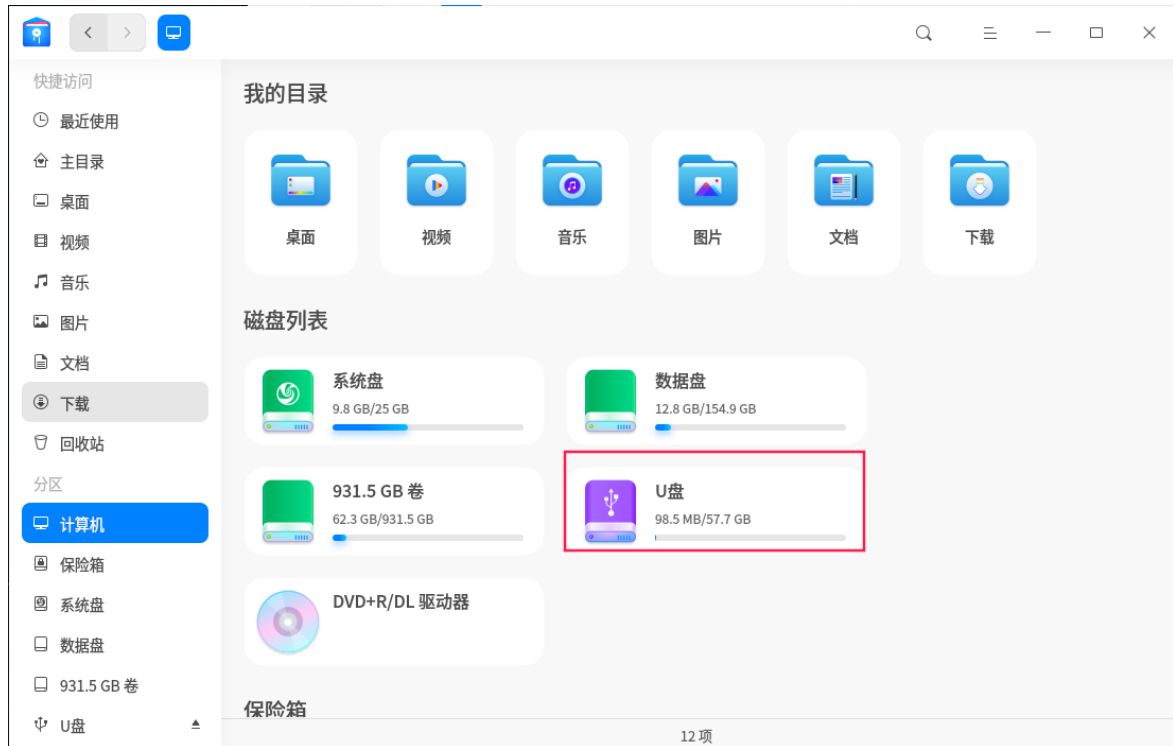 快捷访问
最近使用
主目录
桌面
视频
音乐
图片
文档
下载
回收站
分区
计算机
保险箱
系统盘
数据盘
931.5 GB 卷
U盘
我的目录
桌面
视频
音乐
图片
文档
下载
磁盘列表
系统盘
9.8 GB/25 GB
数据盘
12.8 GB/154.9 GB
931.5 GB 卷
62.3 GB/931.5 GB
U盘
98.5 MB/57.7 GB
DVD+R/DL 驱动器
保险箱
12 项